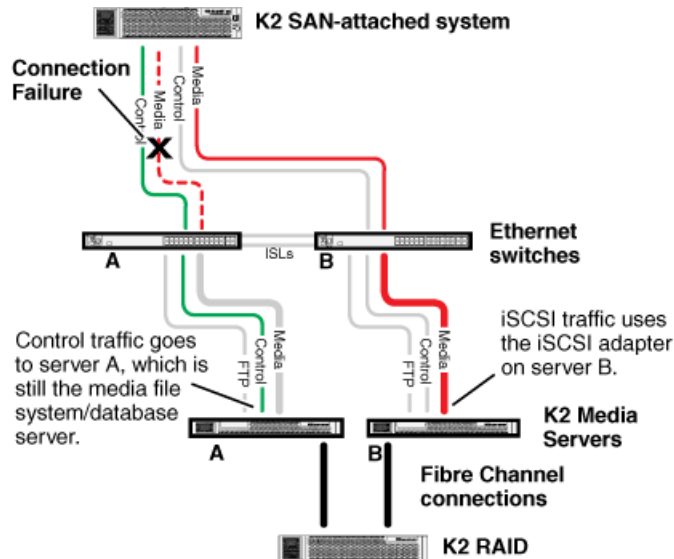 K2 SAN-attached system
Connection
Failure
Control
Media
Control
Media
Ethernet
switches
A
ISLs
B
Control traffic goes
to server A, which is
still the media file
system/database
server.
FTP
Control
Media
FTP
Control
Media
iSCSI traffic uses
the iSCSI adapter
on server B.
K2 Media
Servers
A
B
Fibre Channel
connections
K2 RAID